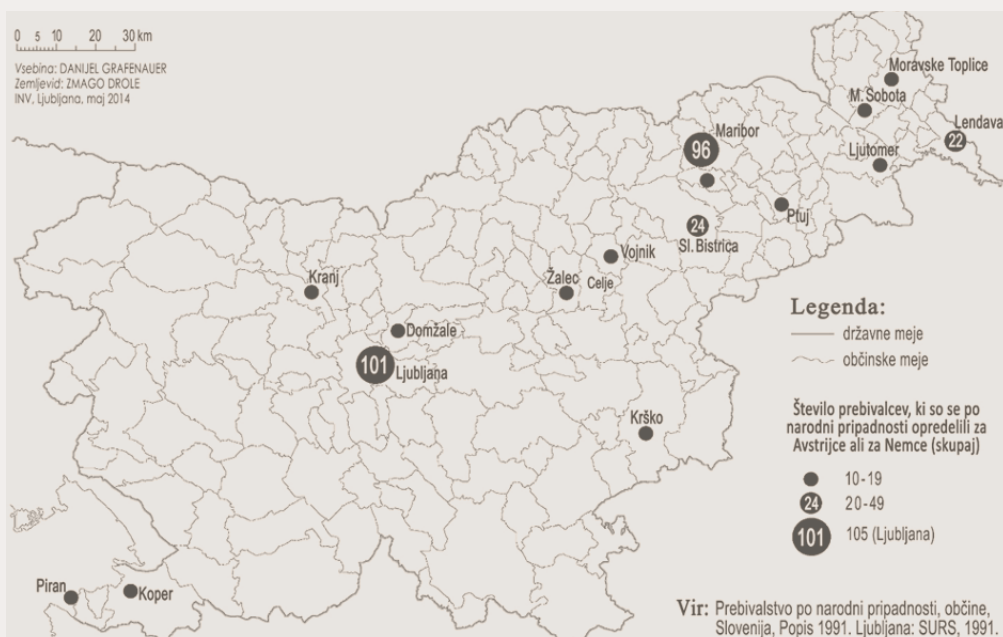 0 5 10 20 30 km
Vsebina: DANIJEL GRAFENAUER
Zemljevid: ZMAGO DROLE
INV, Ljubljana, maj 2014
Moravske Toplice
M. Sobota
Lendava
22
Maribor
96
Ljutomer
Ptuj
24
Sl. Bistrica
Vojnik
Žalec
Celje
Kranj
Domžale
101
Ljubljana
Krško
Piran
Koper
Legenda:
državne meje
občinske meje
Število prebivalcev, ki so se po
narodni pripadnosti opredelili za
Avstrijce ali za Nemce (skupaj)
10-19
24 20-49
101 105 (Ljubljana)
Vir: Prebivalstvo po narodni pripadnosti, občine,
Slovenija, Popis 1991. Ljubljana: SURS, 1991.